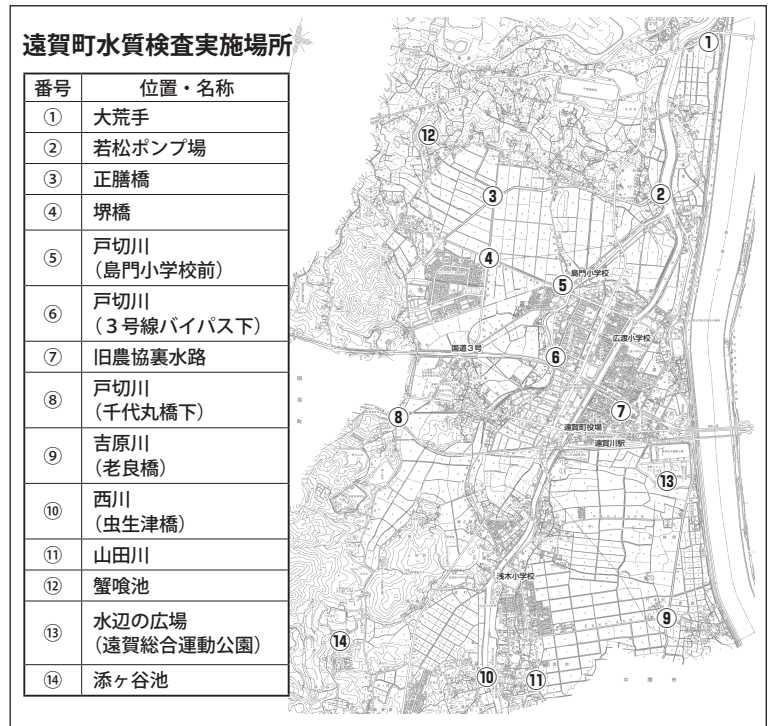 遠賀町水質検査実施場所
番号 位置・名称
① 大荒手
② 若松ポンプ場
③ 正膳橋
④ 堺橋
⑤ 戸切川
（島門小学校前）
⑥ 戸切川
（３号線バイパス下）
⑦ 旧農協裏水路
⑧ 戸切川
（千代丸橋下）
⑨ 吉原川
（老良橋）
⑩ 西川
（虫生津橋）
⑪ 山田川
⑫ 蟹喰池
⑬ 水辺の広場
（遠賀総合運動公園）
⑭ 添ヶ谷池
①
⑫
③
②
④
島門小学校
⑤
広渡小学校
国道３号
⑥
岡垣町
⑦
⑧
遠賀町役場
遠賀川駅
⑬
浅木小学校
⑨
⑭
⑩
⑪
中間市